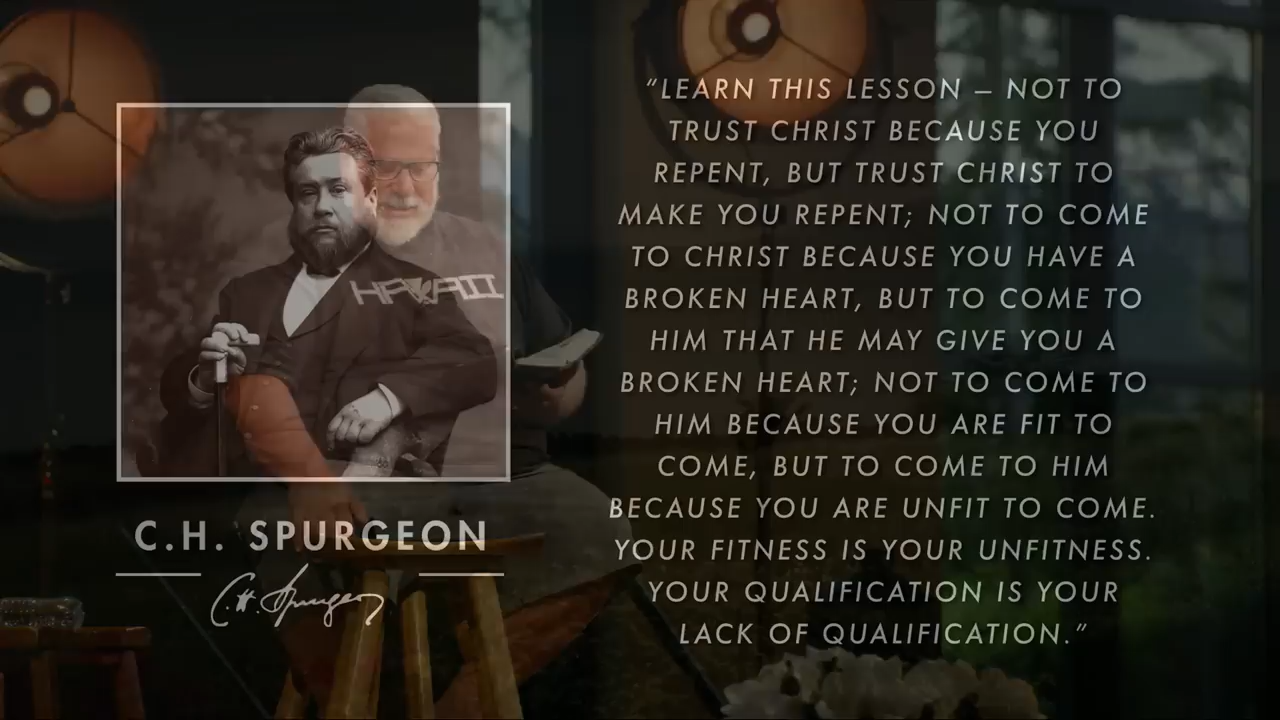 “LEARN THIS LESSON – NOT TO
TRUST CHRIST BECAUSE YOU
REPENT, BUT TRUST CHRIST TO
MAKE YOU REPENT; NOT TO COME
TO CHRIST BECAUSE YOU HAVE A
BROKEN HEART, BUT TO COME TO
HIM THAT HE MAY GIVE YOU A
BROKEN HEART; NOT TO COME TO
HIM BECAUSE YOU ARE FIT TO
COME, BUT TO COME TO HIM
BECAUSE YOU ARE UNFIT TO COME.
YOUR FITNESS IS YOUR UNFITNESS.
YOUR QUALIFICATION IS YOUR
LACK OF QUALIFICATION.”
HAWAII
C.H. SPURGEON
C.H. Spurgeon